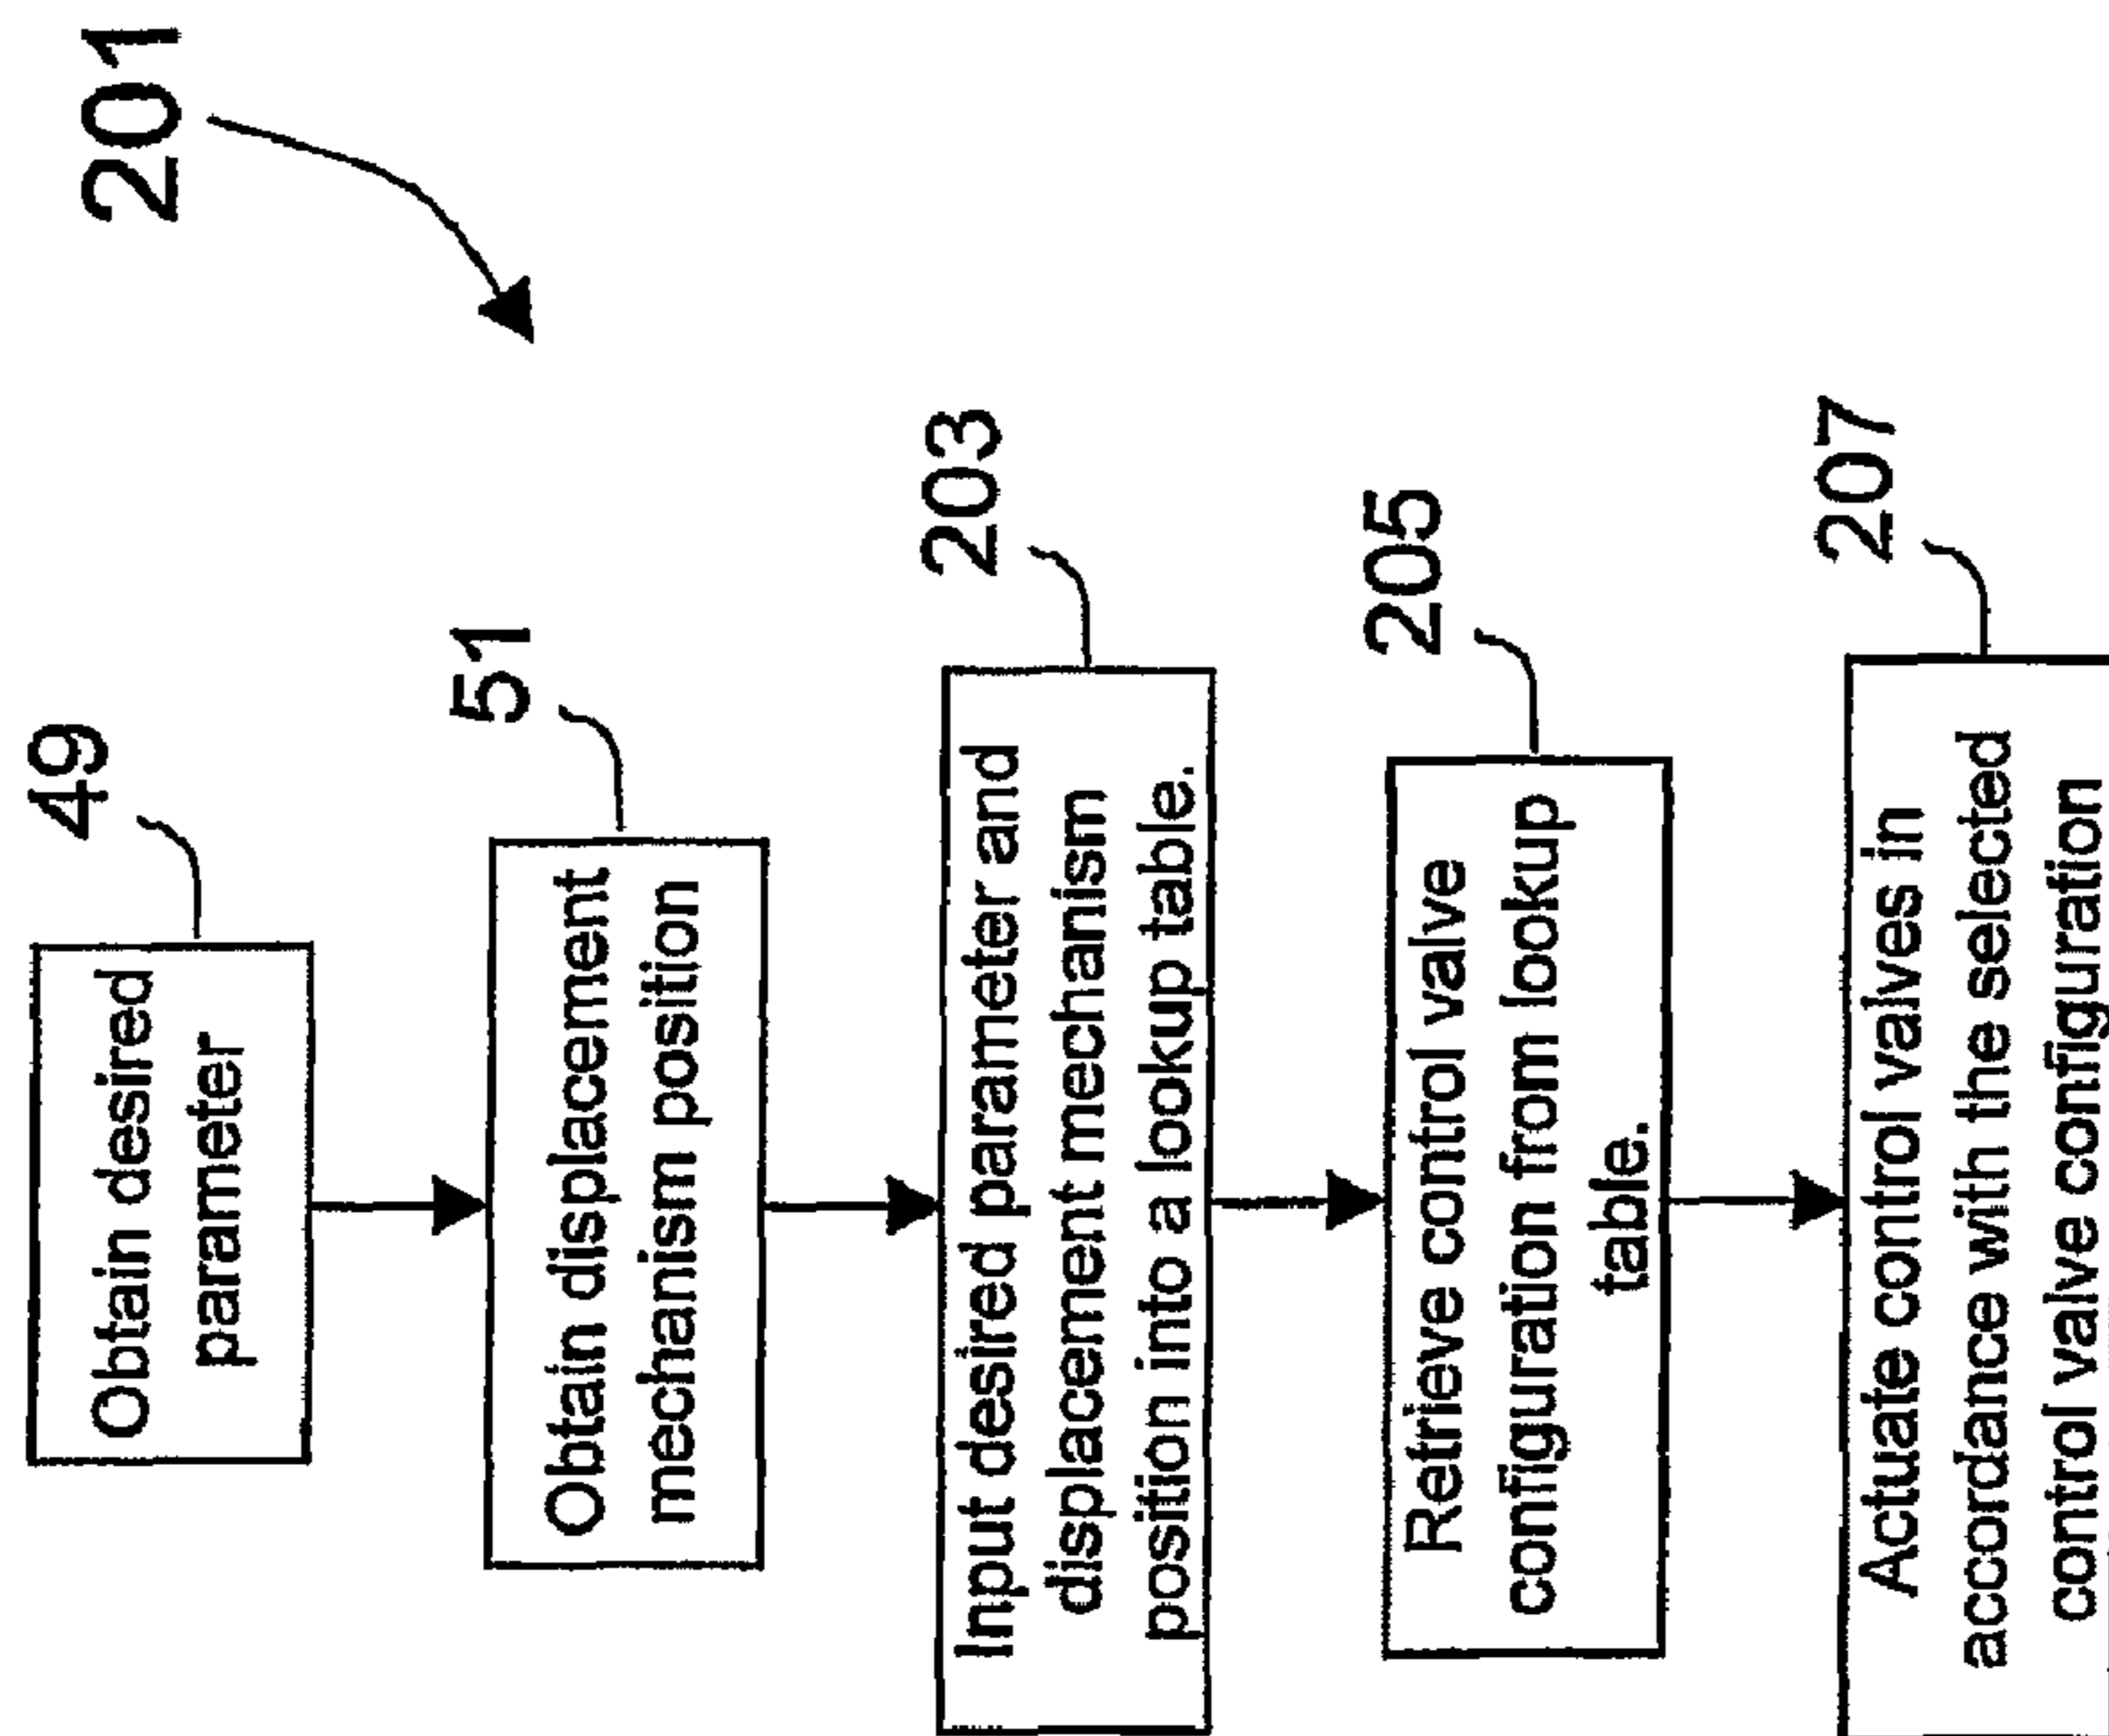 201
49
Obtain desired
parameter
51
Obtain displacement
mechanism position
203
Input desired parameter and
displacement mechanism
position into a lookup table.
205
Retrieve control valve
configuration from lookup
table.
207
Actuate control valves in
accordance with the selected
control valve configuration